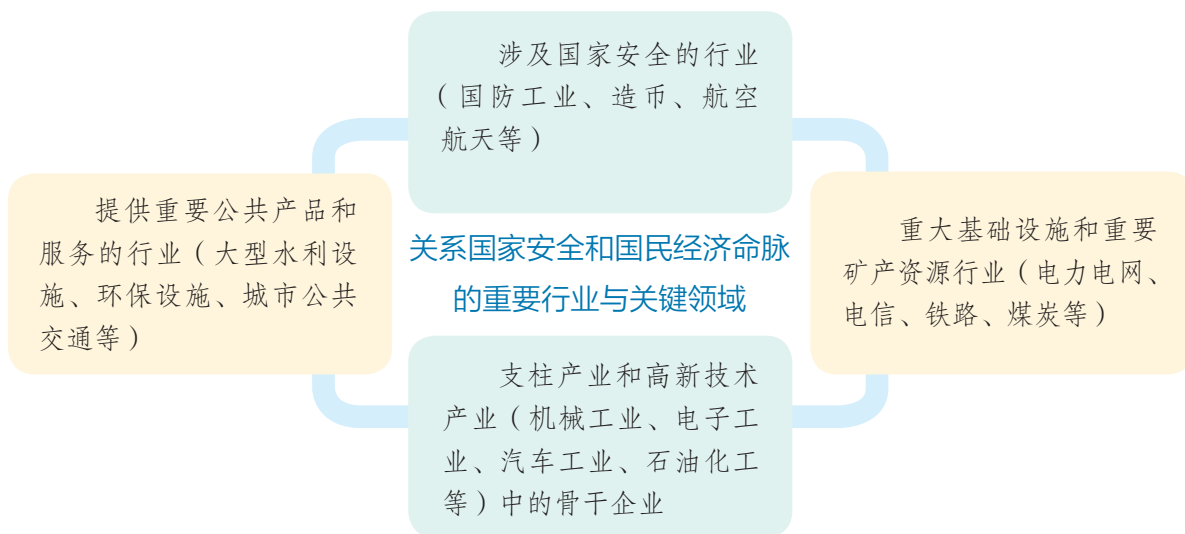 涉及国家安全的行业
（国防工业、造币、航空
航天等）
提供重要公共产品和
服务的行业（大型水利设
施、环保设施、城市公共
交通等）
关系国家安全和国民经济命脉
的重要行业与关键领域
重大基础设施和重要
矿产资源行业（电力电网、
电信、铁路、煤炭等）
支柱产业和高新技术
产业（机械工业、电子工
业、汽车工业、石油化工
等）中的骨干企业